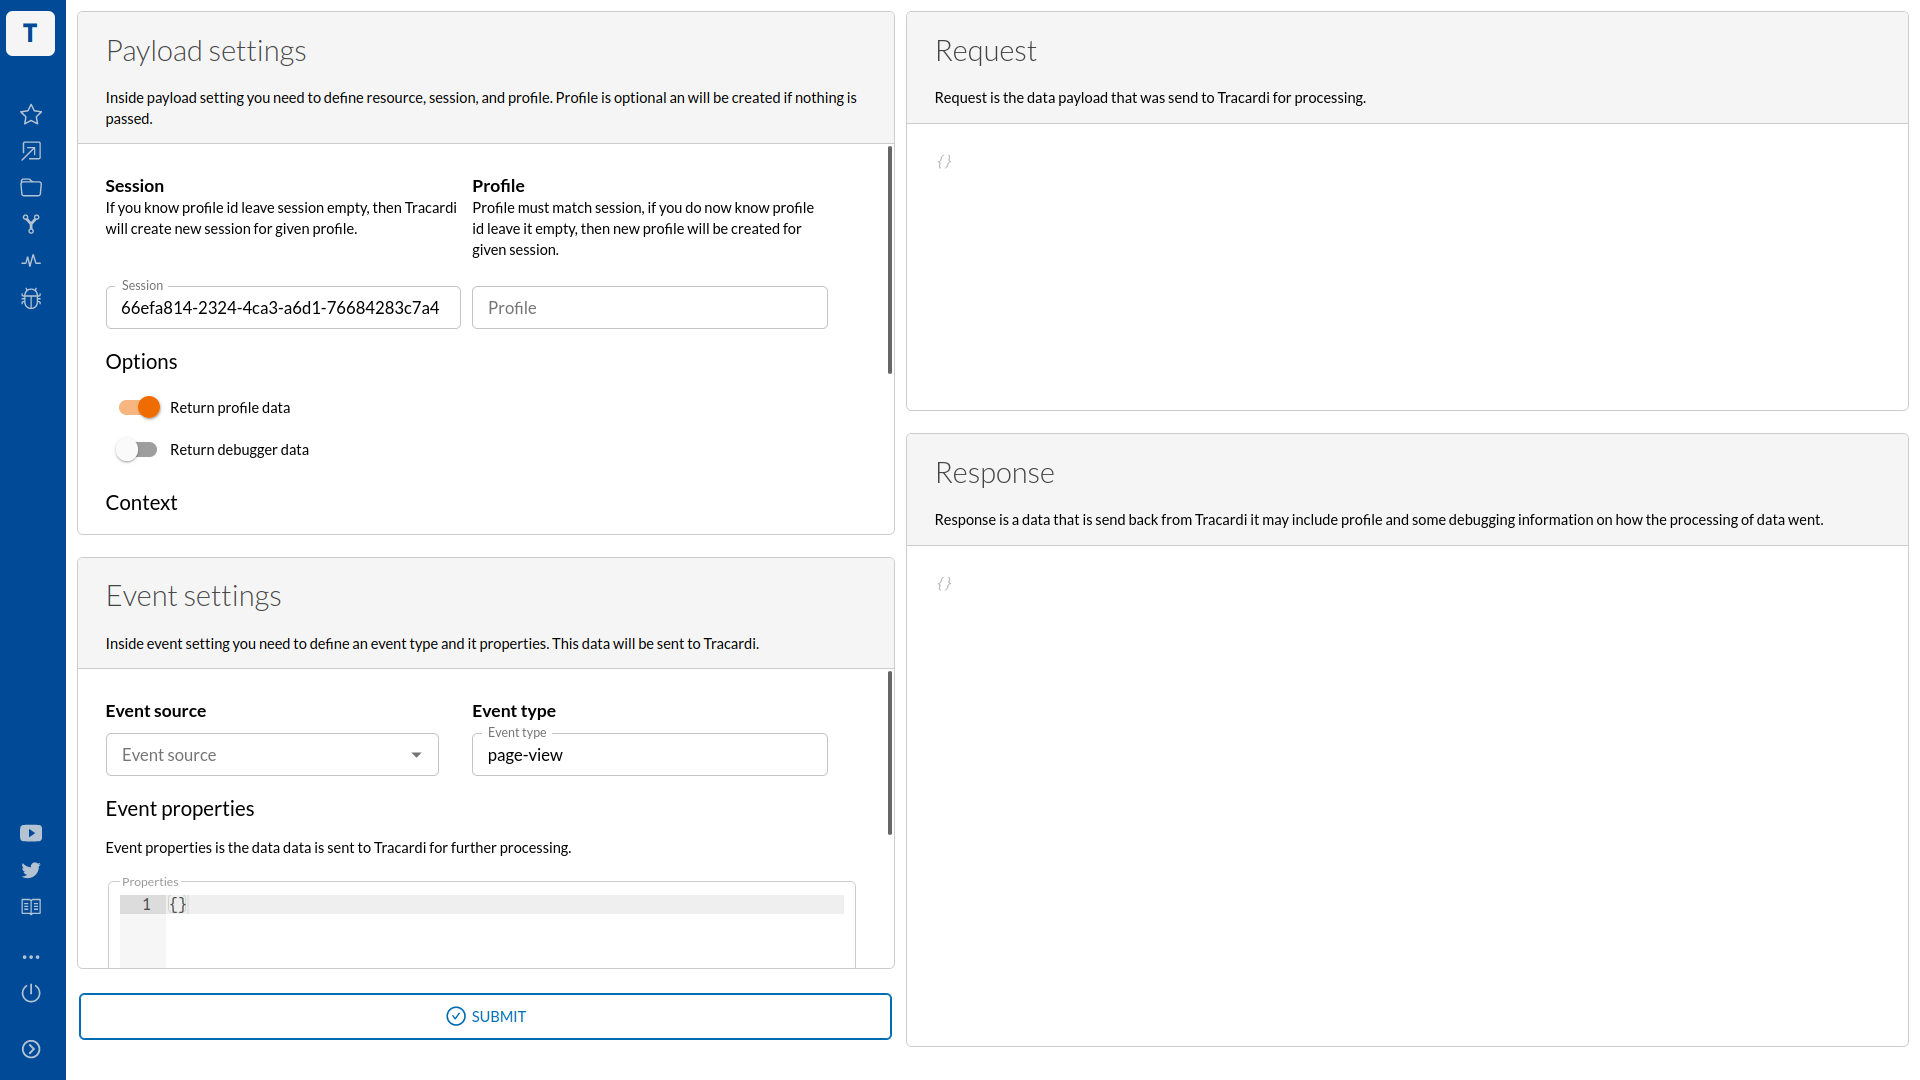 T
Payload settings
Inside payload setting you need to define resource, session, and profile. Profile is optional an will be created if nothing is
passed.
Session
If you know profile id leave session empty, then Tracardi
will create new session for given profile.
Profile
Profile must match session, if you do now know profile
id leave it empty, then new profile will be created for
given session.
Session
66efa814-2324-4ca3-a6d1-76684283c7a4
Profile
Options
Return profile data
Return debugger data
Context
Event settings
Inside event setting you need to define an event type and it properties. This data will be sent to Tracardi.
Event source
Event source
Event type
Event type
page-view
Event properties
Event properties is the data data is sent to Tracardi for further processing.
Properties
1 {}
SUBMIT
Request
Request is the data payload that was send to Tracardi for processing.
{}
Response
Response is a data that is send back from Tracardi it may include profile and some debugging information on how the processing of data went.
{}